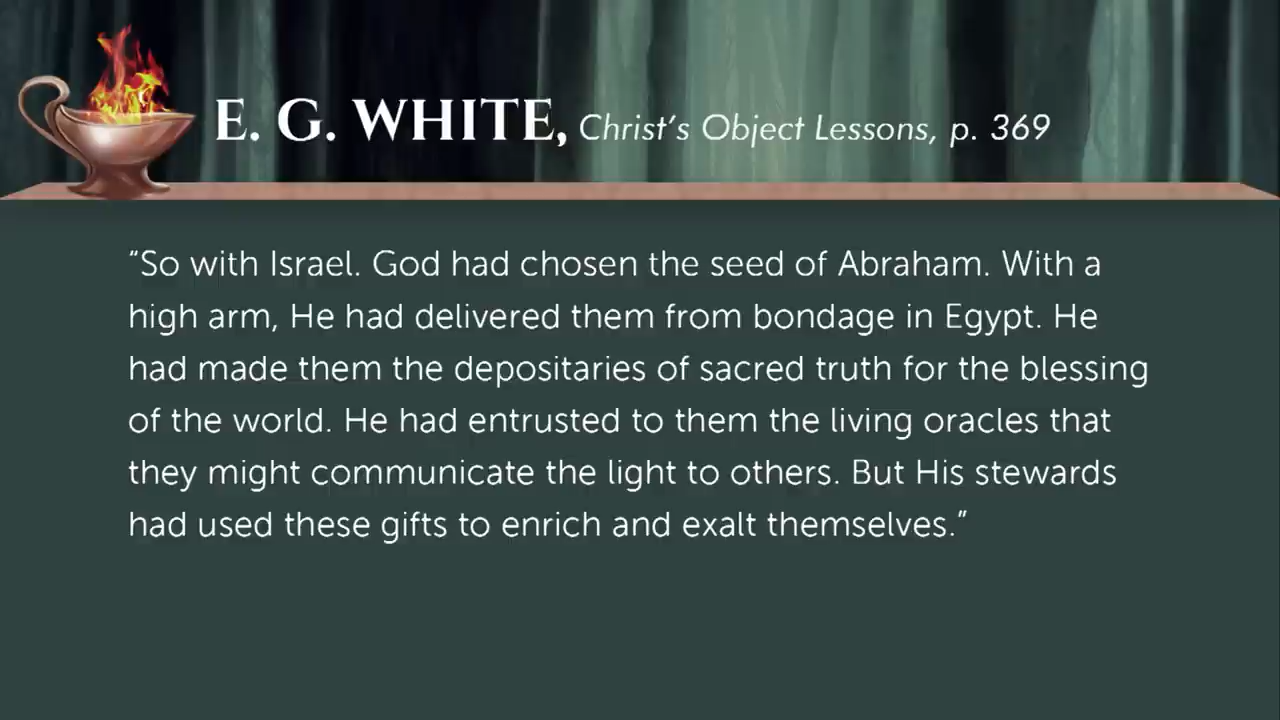 E. G. WHITE, Christ's Object Lessons, p. 369
“So with Israel. God had chosen the seed of Abraham. With a
high arm, He had delivered them from bondage in Egypt. He
had made them the depositaries of sacred truth for the blessing
of the world. He had entrusted to them the living oracles that
they might communicate the light to others. But His stewards
had used these gifts to enrich and exalt themselves.”